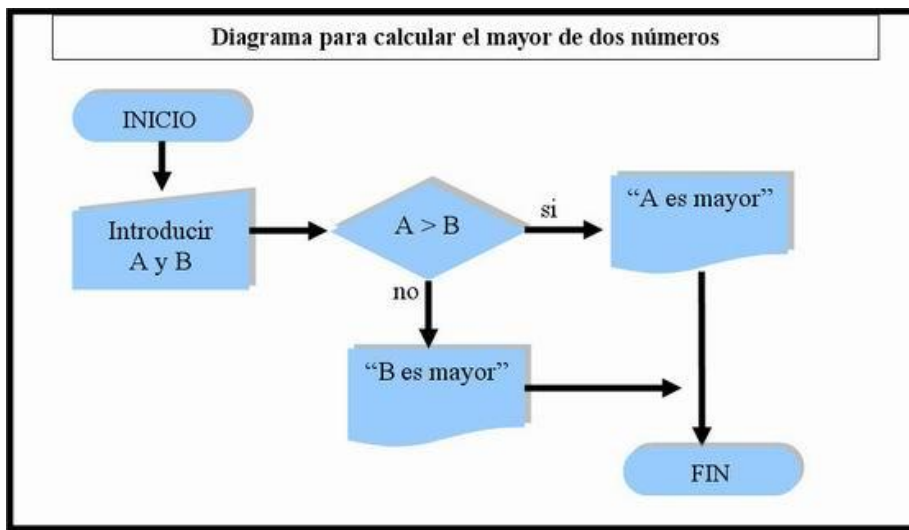 Diagrama para calcular el mayor de dos números
INICIO
Introducir
A y B
A > B
si
“A es mayor”
no
“B es mayor”
FIN